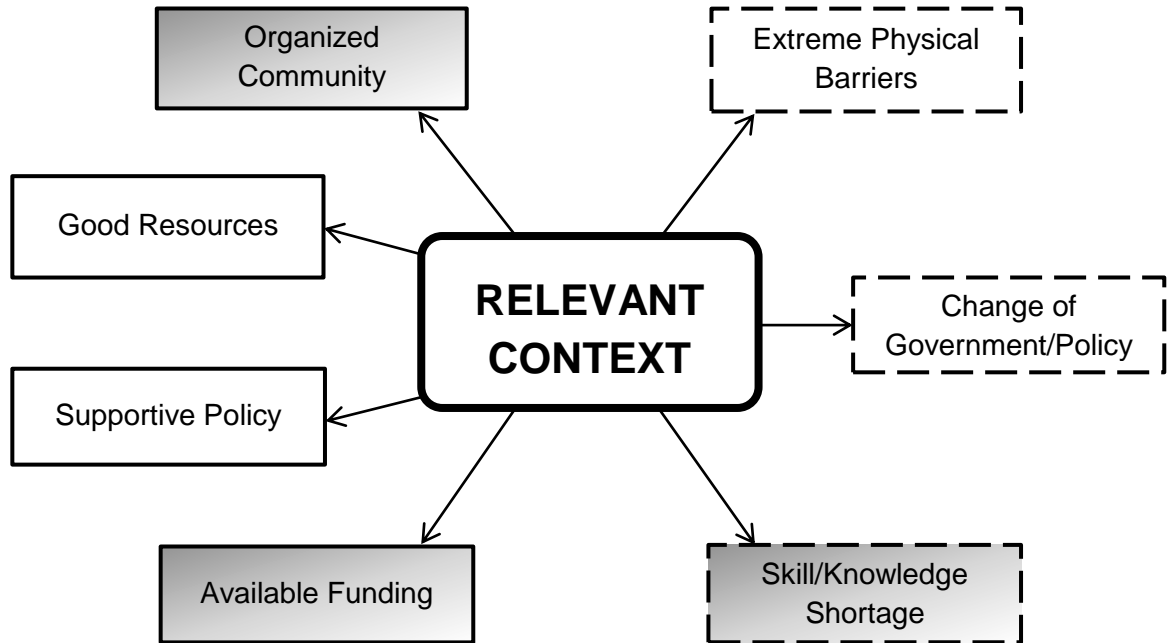 Organized
Community
Extreme Physical
Barriers
Good Resources
RELEVANT
CONTEXT
Change of
Government/Policy
Supportive Policy
Available Funding
Skill/Knowledge
Shortage